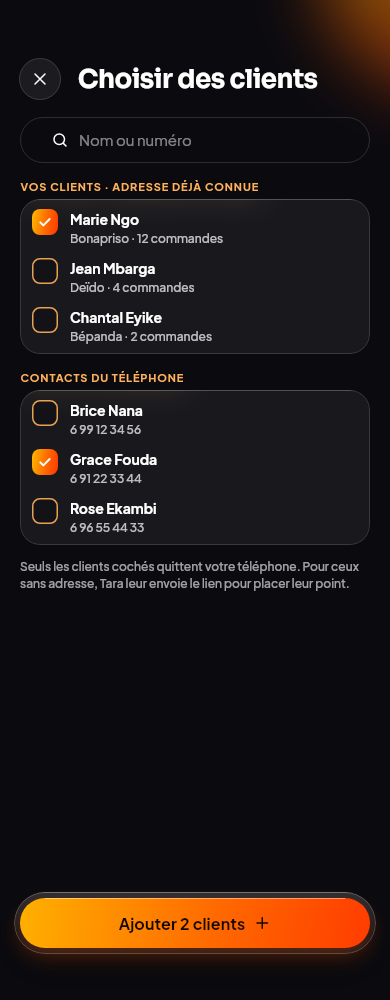 Choisir des clients
Nom ou numéro
VOS CLIENTS · ADRESSE DÉJÀ CONNUE
Marie Ngo
Bonapriso · 12 commandes
Jean Mbarga
Deïdo · 4 commandes
Chantal Eyike
Bépanda · 2 commandes
CONTACTS DU TÉLÉPHONE
Brice Nana
6 99 12 34 56
Grace Fouda
6 91 22 33 44
Rose Ekambi
6 96 55 44 33
Seuls les clients cochés quittent votre téléphone. Pour ceux
sans adresse, Tara leur envoie le lien pour placer leur point.
Ajouter 2 clients +